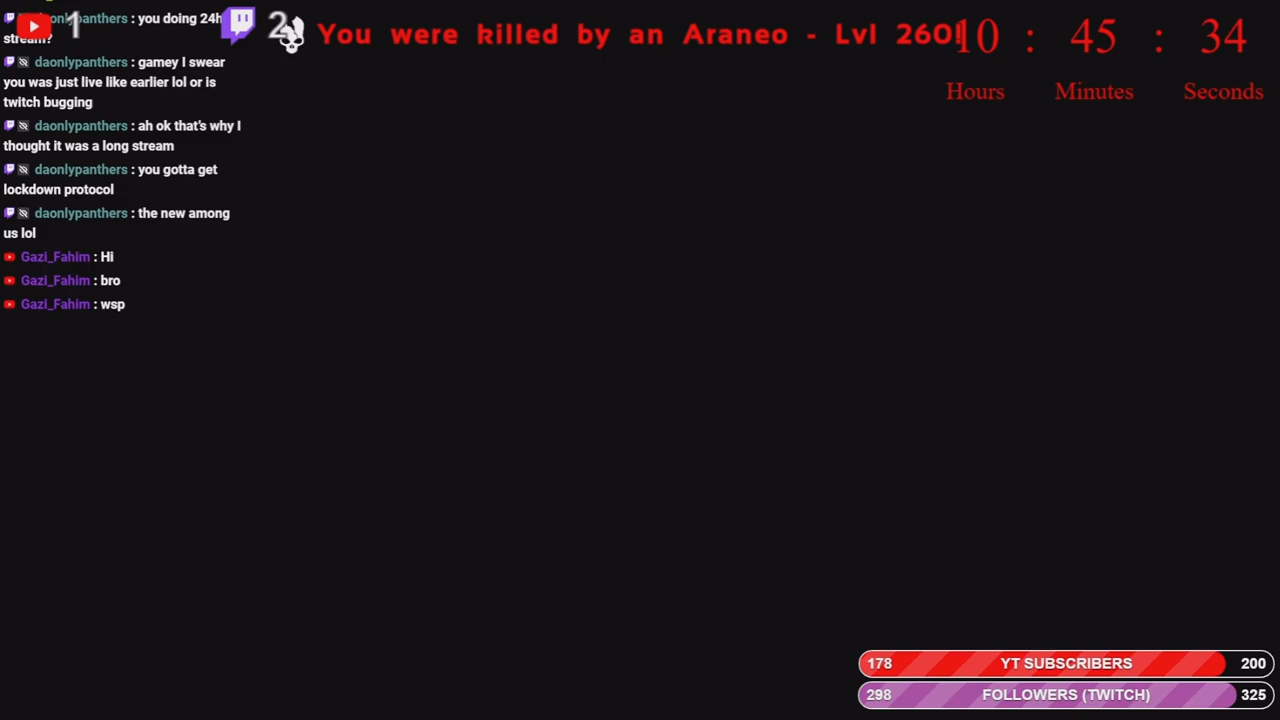 daonlypanthers : you doing 24h
stream?
1
2
You were killed by an Araneo - Lvl 260!
10 : 45 : 34
Hours Minutes Seconds
daonlypanthers : gamey I swear
you was just live like earlier lol or is
twitch bugging
daonlypanthers : ah ok that's why I
thought it was a long stream
daonlypanthers : you gotta get
lockdown protocol
daonlypanthers : the new among
us lol
Gazi_Fahim : Hi
Gazi_Fahim : bro
Gazi_Fahim : wsp
178 YT SUBSCRIBERS 200
298 FOLLOWERS (TWITCH) 325